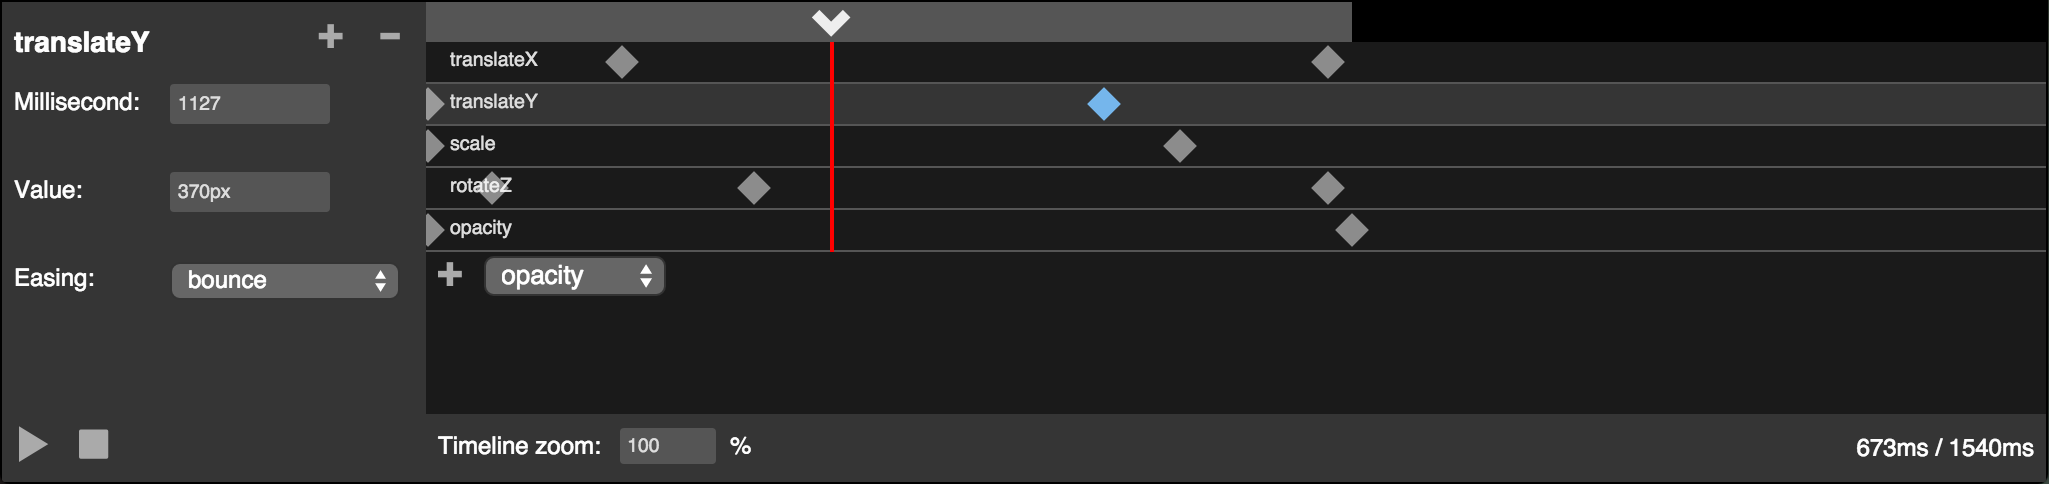 translateY
Millisecond: 1127
Value: 370px
Easing: bounce
translateX
translateY
scale
rotateZ
opacity
opacity
Timeline zoom: 100 %
673ms / 1540ms